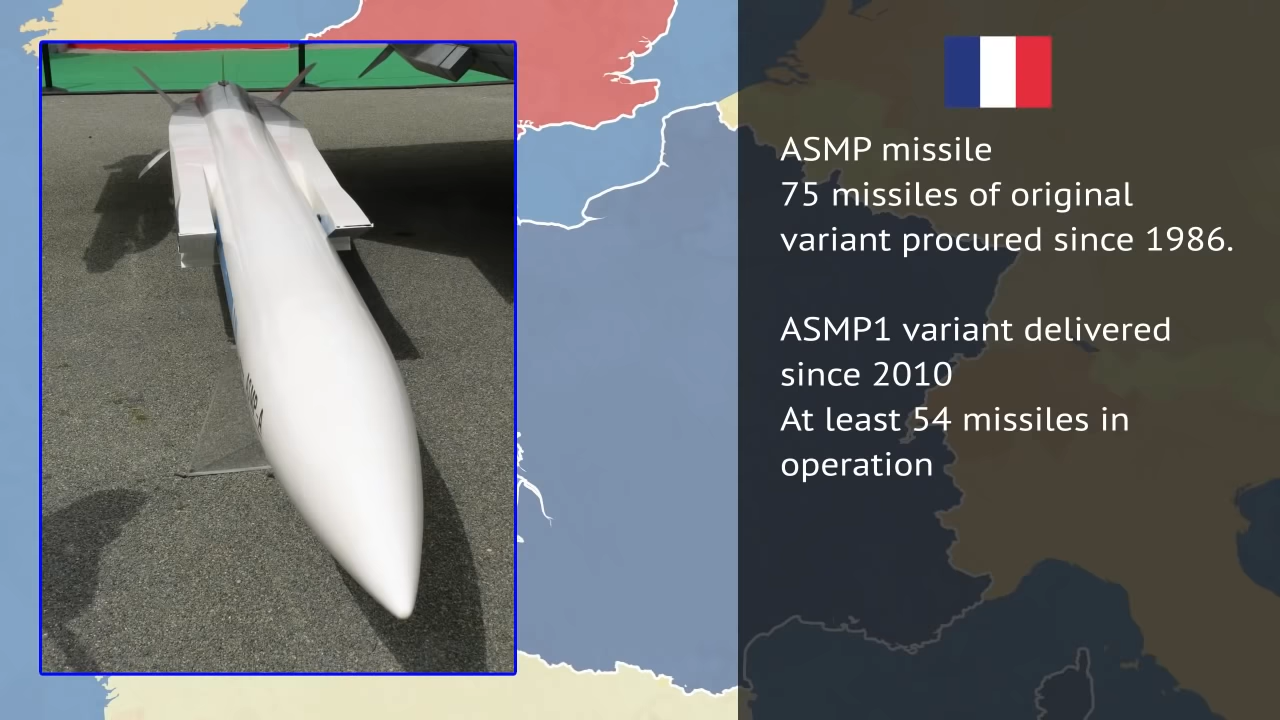 ASMP missile
75 missiles of original
variant procured since 1986.
ASMP1 variant delivered
since 2010
At least 54 missiles in
operation